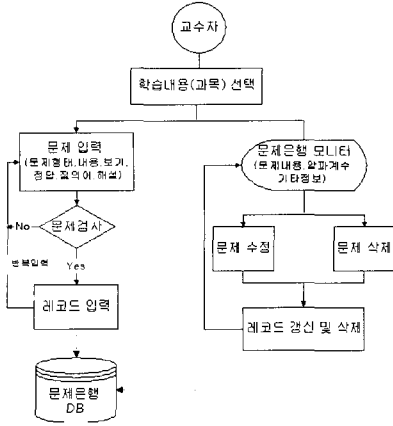 교수자
학습내용(과목) 선택
문제 입력
(문제형태,내용,보기,
정답,질의어,해설)
문제은행 모니터
(문제내용,알파계수
기타정보)
No
문제검사
반복입력
Yes
문제 수정
문제 삭제
레코드 입력
레코드 갱신 및 삭제
문제은행
DB